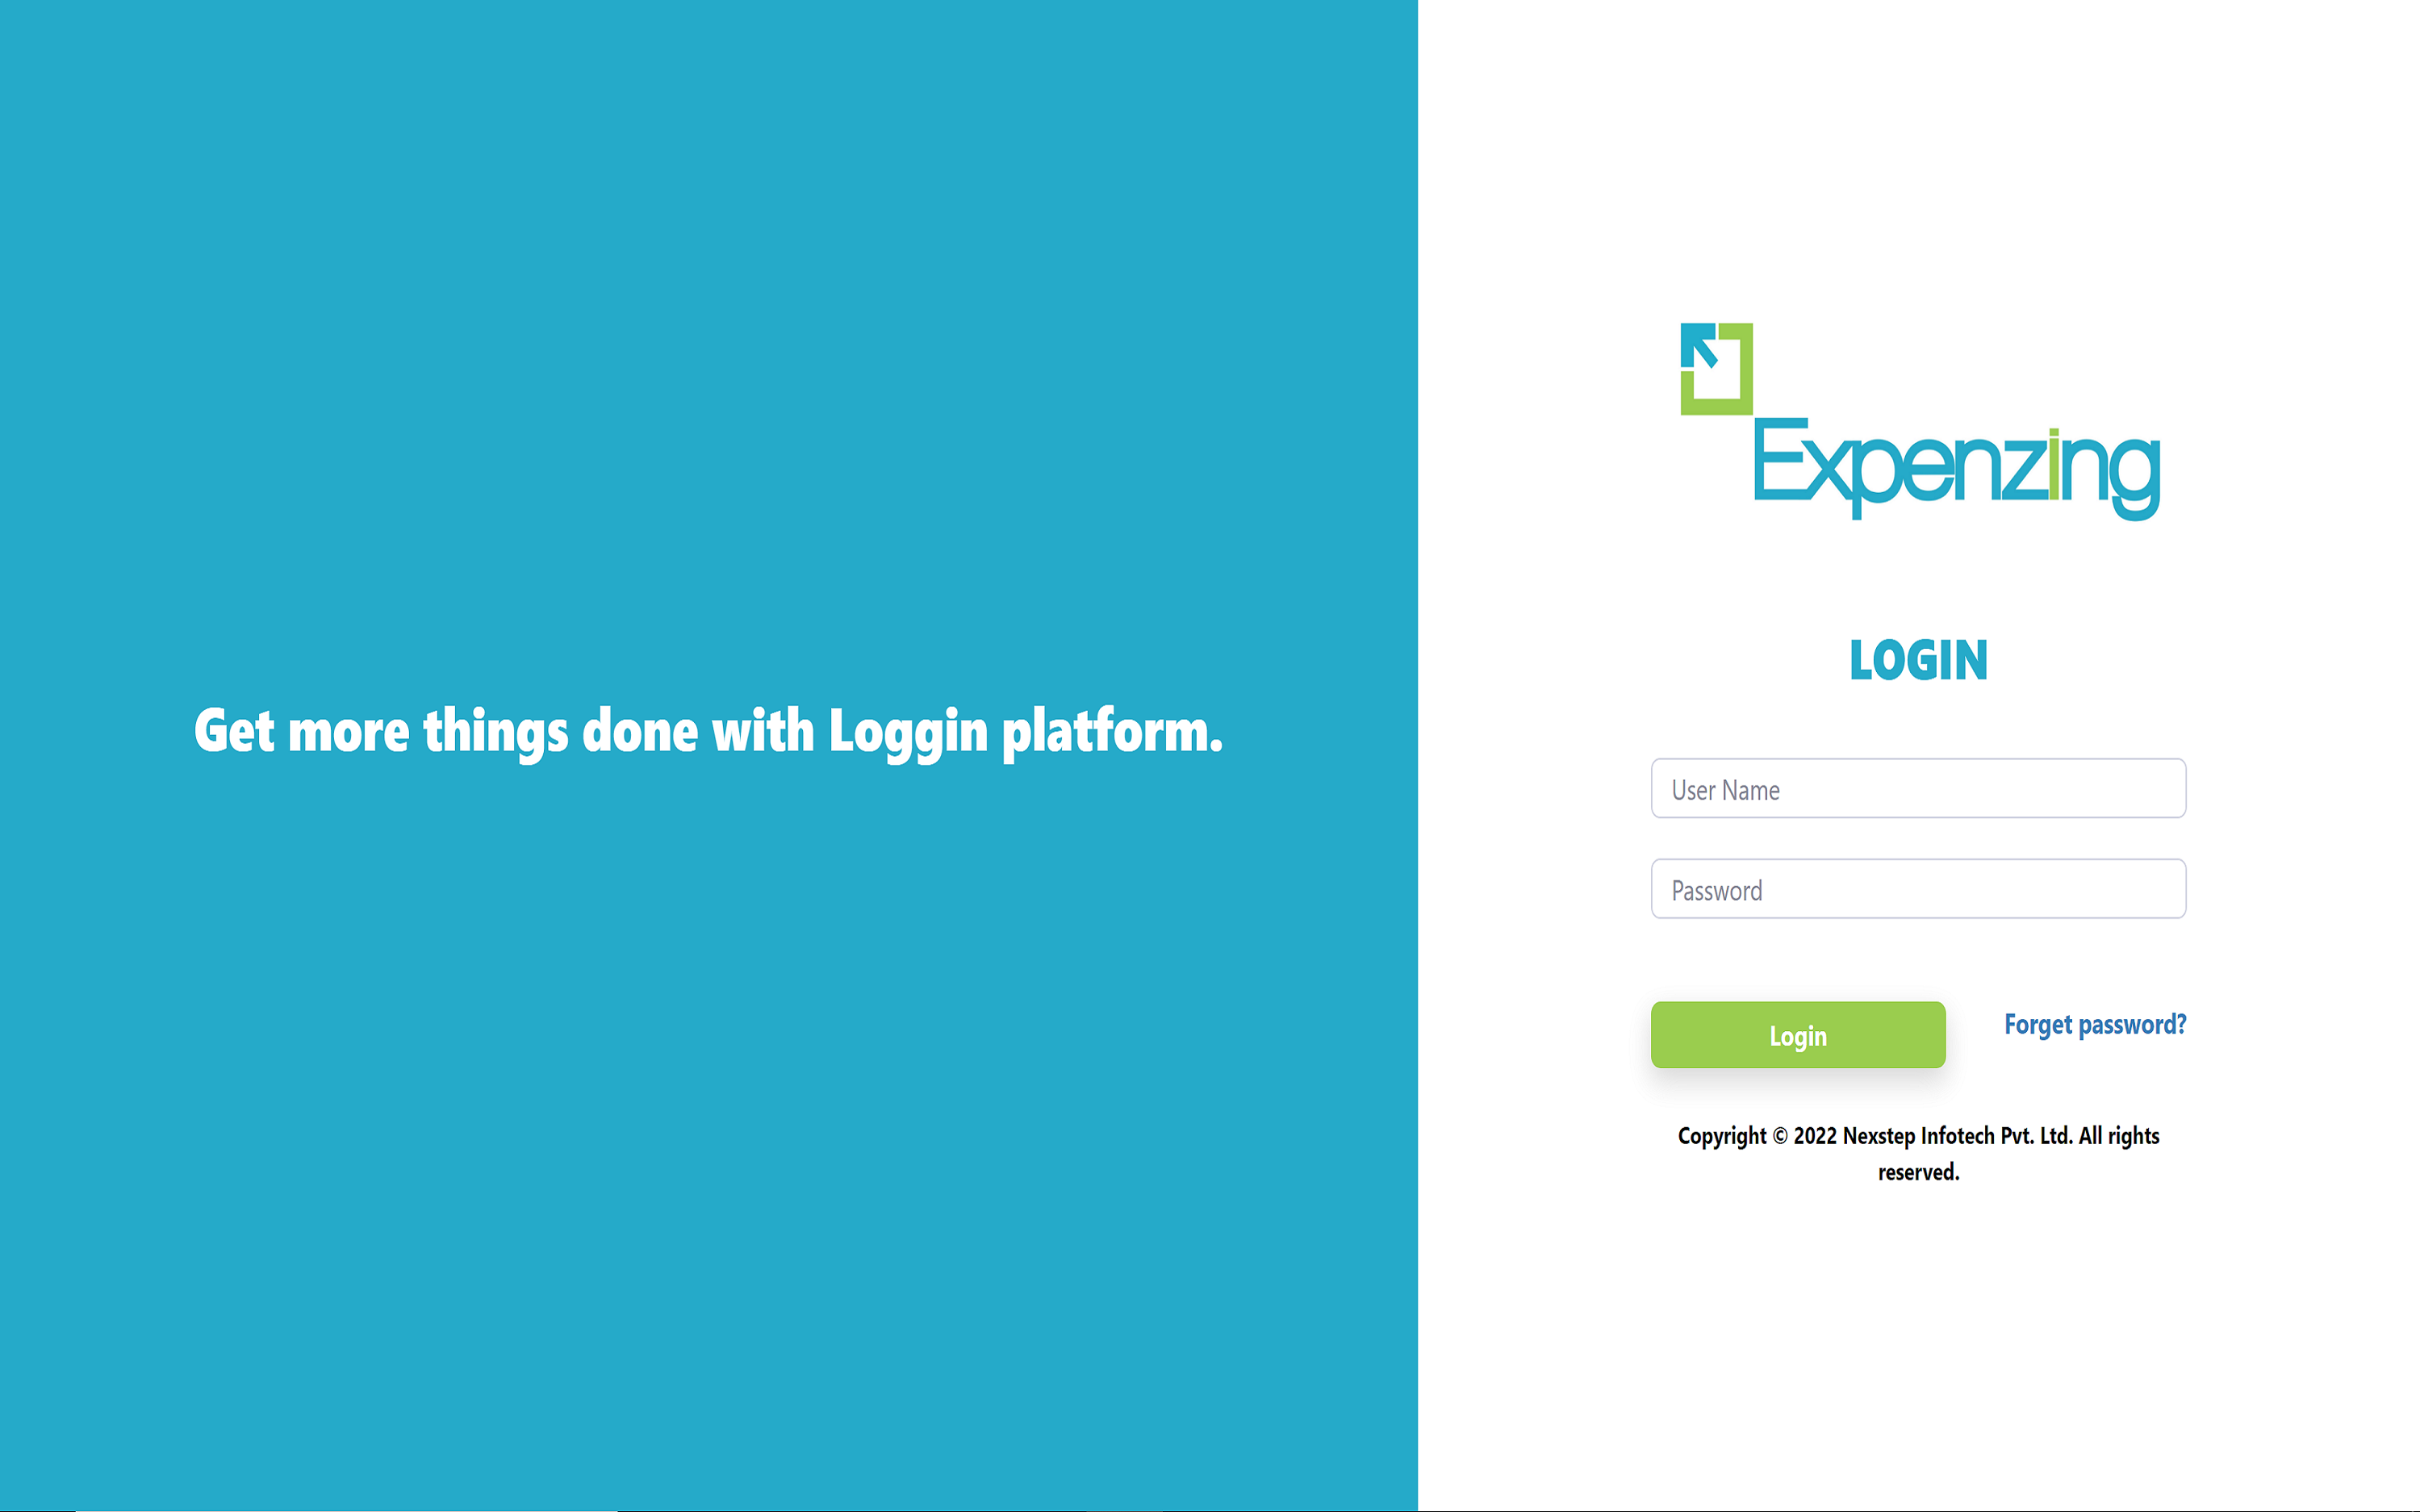 Get more things done with Loggin platform.
Expenzing
LOGIN
User Name
Password
Login
Forget password?
Copyright © 2022 Nexstep Infotech Pvt. Ltd. All rights
reserved.